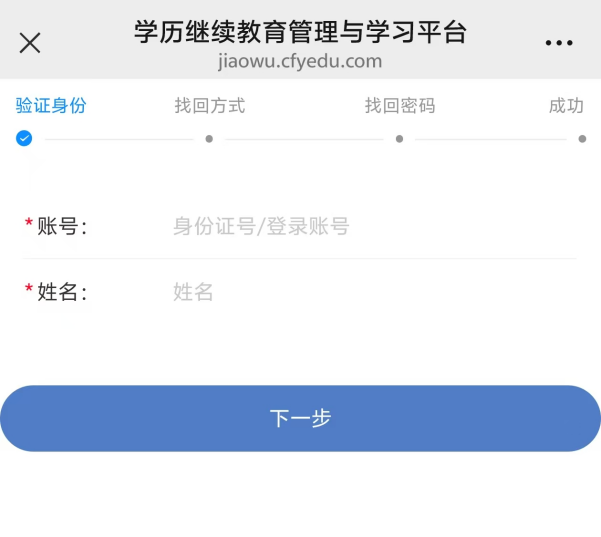 学历继续教育管理与学习平台
jiaowu.cfyedu.com
验证身份 找回方式 找回密码 成功
*账号： 身份证号/登录账号
*姓名： 姓名
下一步